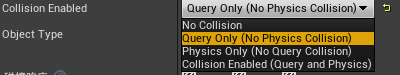 Collision Enabled
Query Only (No Physics Collision)
No Collision
Query Only (No Physics Collision)
Object Type
Physics Only (No Query Collision)
Collision Enabled (Query and Physics)